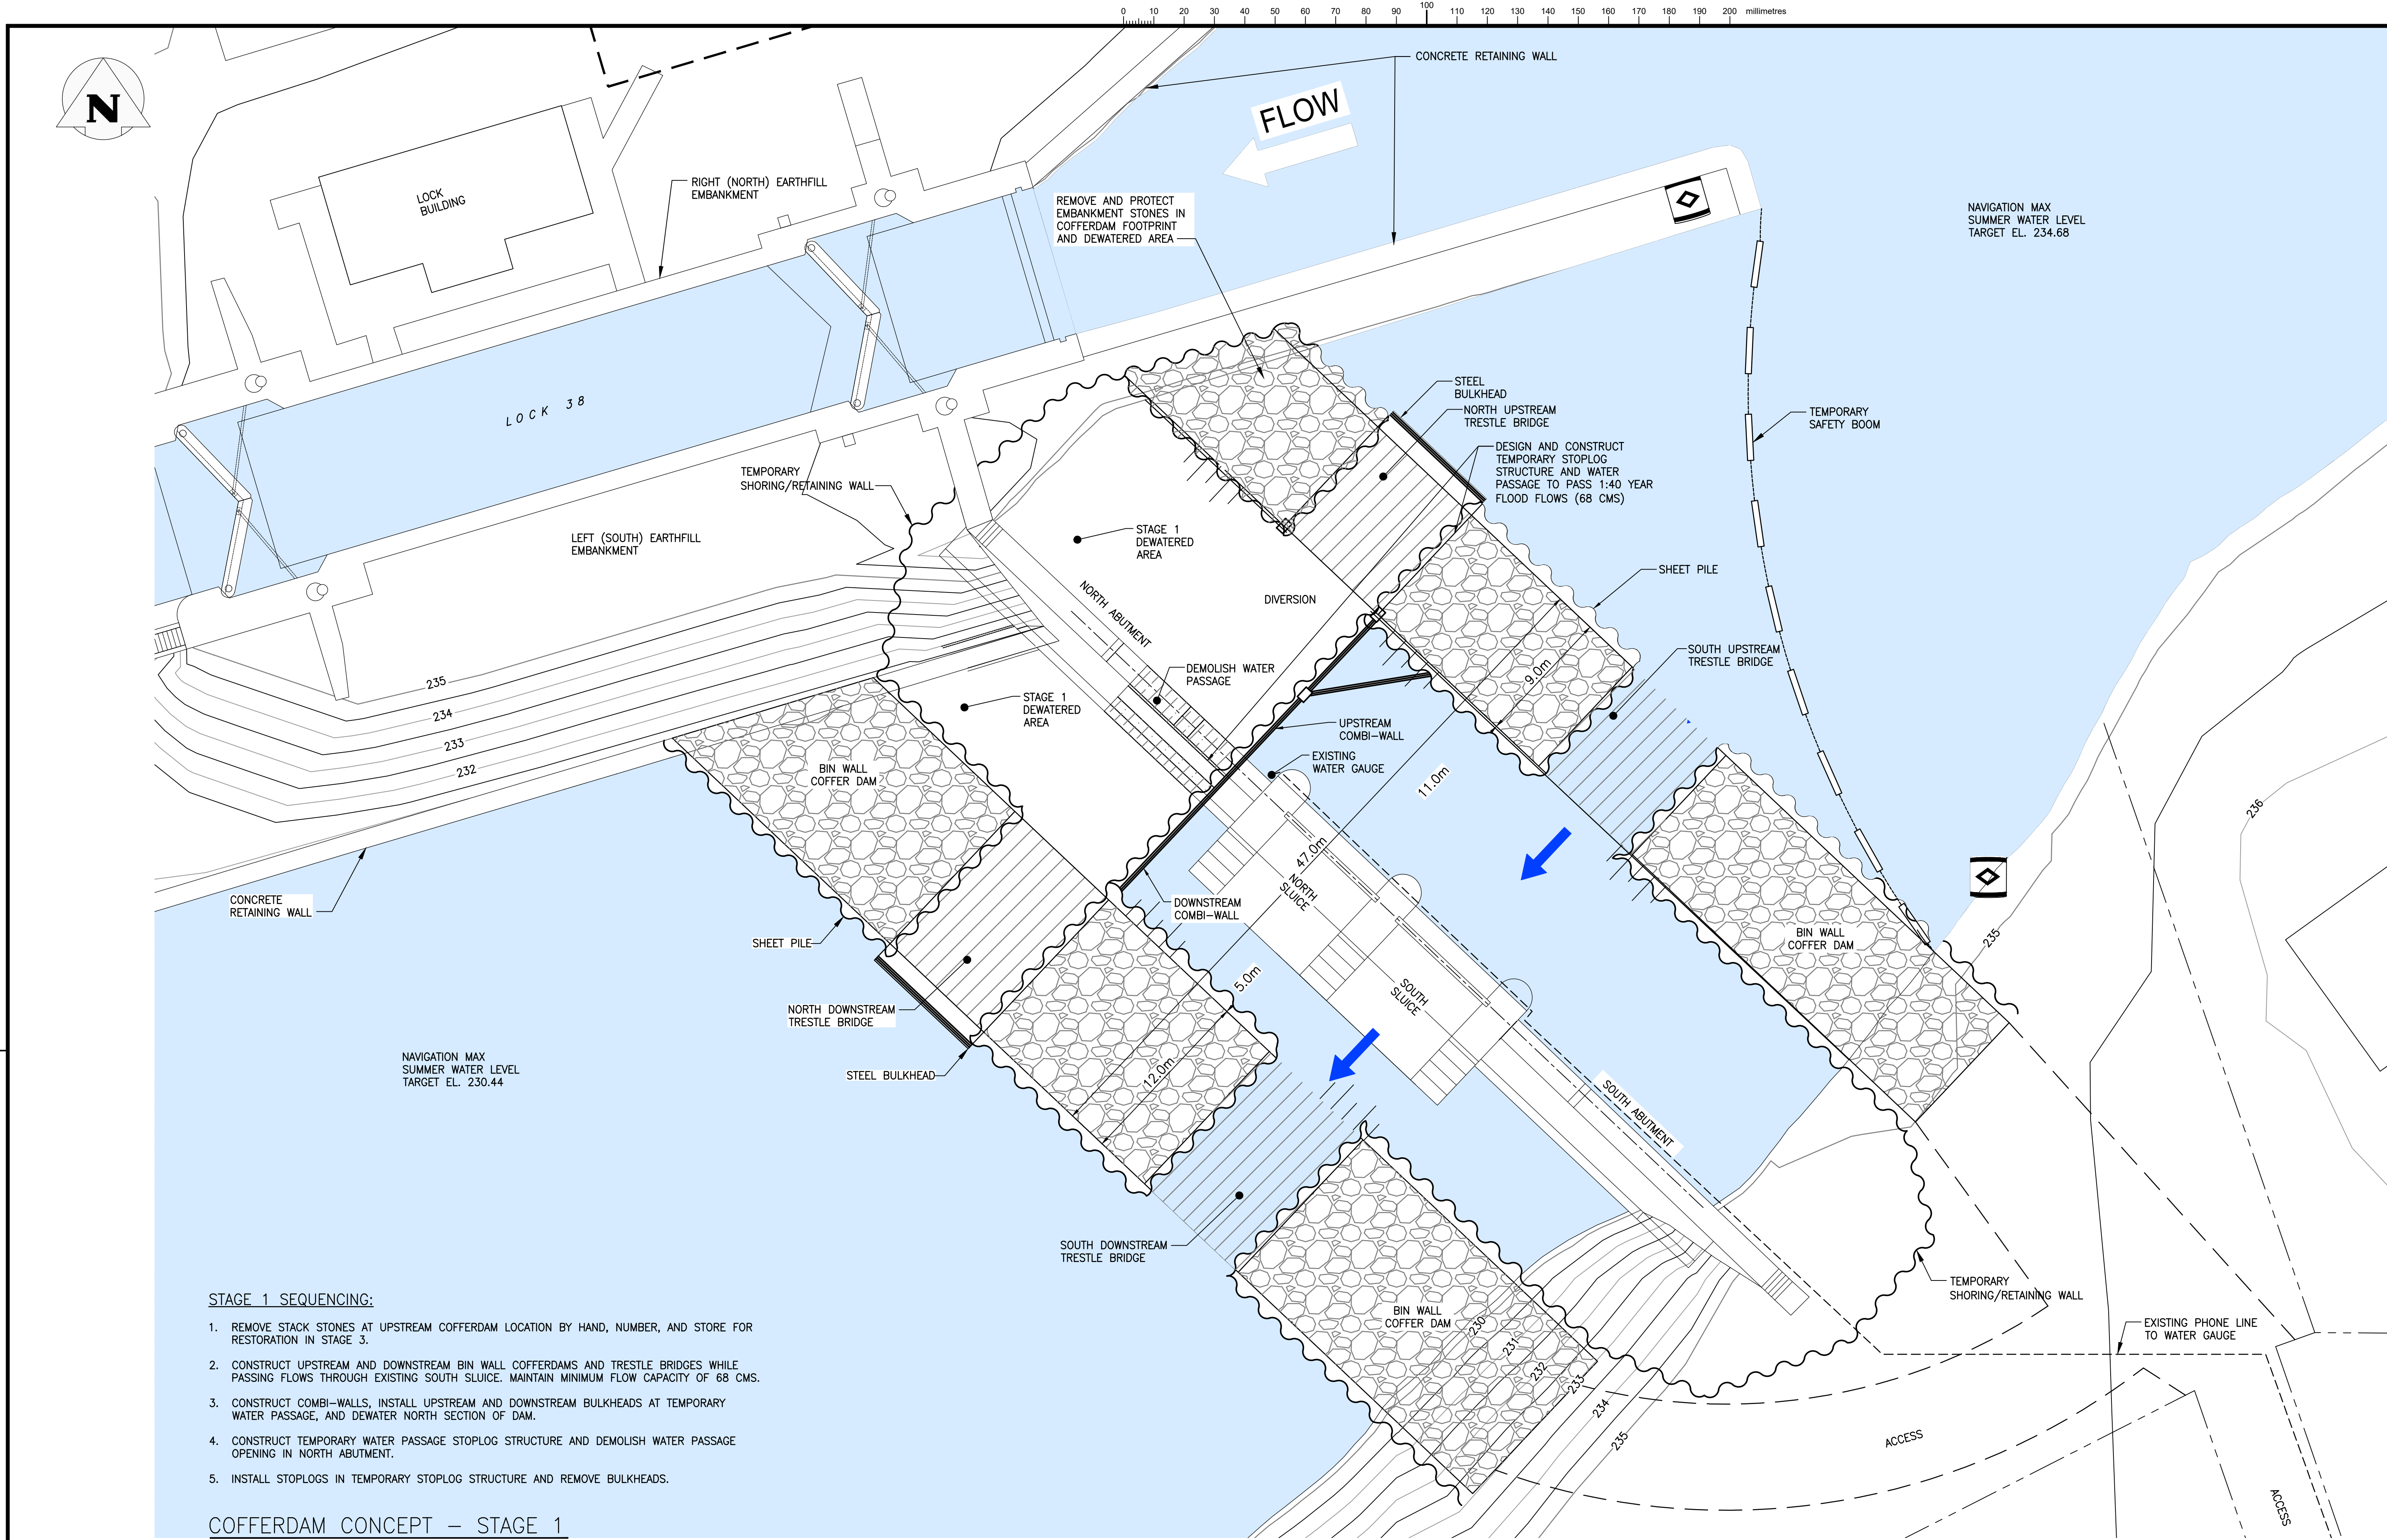 0 10 20 30 40 50 60 70 80 90 100 110 120 130 140 150 160 170 180 190 200 millimetres
N
CONCRETE RETAINING WALL
FLOW
LOCK
BUILDING
RIGHT (NORTH) EARTHFILL
EMBANKMENT
REMOVE AND PROTECT
EMBANKMENT STONES IN
COFFERDAM FOOTPRINT
AND DEWATERED AREA
NAVIGATION MAX
SUMMER WATER LEVEL
TARGET EL. 234.68
LOCK 38
STEEL
BULKHEAD
NORTH UPSTREAM
TRESTLE BRIDGE
TEMPORARY
SAFETY BOOM
DESIGN AND CONSTRUCT
TEMPORARY STOPLOG
STRUCTURE AND WATER
PASSAGE TO PASS 1:40 YEAR
FLOOD FLOWS (68 CMS)
TEMPORARY
SHORING/RETAINING WALL
STAGE 1
DEWATERED
AREA
LEFT (SOUTH) EARTHFILL
EMBANKMENT
SHEET PILE
DIVERSION
NORTH ABUTMENT
SOUTH UPSTREAM
TRESTLE BRIDGE
9.0m
DEMOLISH WATER
PASSAGE
235
234
233
232
STAGE 1
DEWATERED
AREA
UPSTREAM
COMBI-WALL
EXISTING
WATER GAUGE
BIN WALL
COFFER DAM
11.0m
236
47.0m
NORTH
SLUICE
CONCRETE
RETAINING WALL
DOWNSTREAM
COMBI-WALL
BIN WALL
COFFER DAM
235
SHEET PILE
5.0m
SOUTH
SLUICE
NORTH DOWNSTREAM
TRESTLE BRIDGE
NAVIGATION MAX
SUMMER WATER LEVEL
TARGET EL. 230.44
STEEL BULKHEAD
12.0m
SOUTH ABUTMENT
SOUTH DOWNSTREAM
TRESTLE BRIDGE
TEMPORARY
SHORING/RETAINING WALL
BIN WALL
COFFER DAM
230
231
232
233
234
235
EXISTING PHONE LINE
TO WATER GAUGE
ACCESS
ACCESS
STAGE 1 SEQUENCING:
1. REMOVE STACK STONES AT UPSTREAM COFFERDAM LOCATION BY HAND, NUMBER, AND STORE FOR
RESTORATION IN STAGE 3.
2. CONSTRUCT UPSTREAM AND DOWNSTREAM BIN WALL COFFERDAMS AND TRESTLE BRIDGES WHILE
PASSING FLOWS THROUGH EXISTING SOUTH SLUICE. MAINTAIN MINIMUM FLOW CAPACITY OF 68 CMS.
3. CONSTRUCT COMBI-WALLS, INSTALL UPSTREAM AND DOWNSTREAM BULKHEADS AT TEMPORARY
WATER PASSAGE, AND DEWATER NORTH SECTION OF DAM.
4. CONSTRUCT TEMPORARY WATER PASSAGE STOPLOG STRUCTURE AND DEMOLISH WATER PASSAGE
OPENING IN NORTH ABUTMENT.
5. INSTALL STOPLOGS IN TEMPORARY STOPLOG STRUCTURE AND REMOVE BULKHEADS.
COFFERDAM CONCEPT - STAGE 1